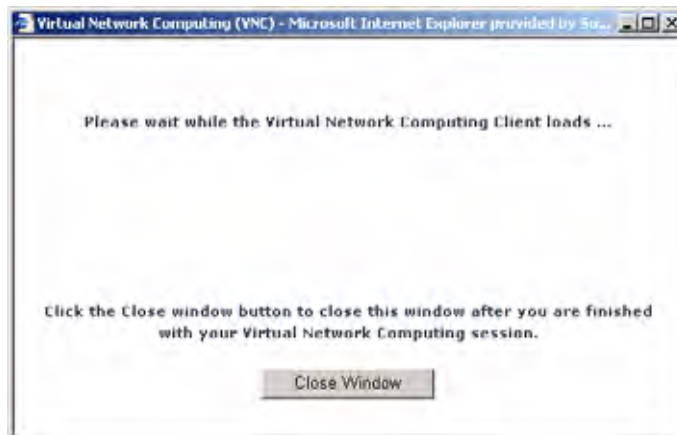 Virtual Network Computing (VNC) - Microsoft Internet Explorer provided by So...
Please wait while the Virtual Network Computing Client loads ...
Click the Close window button to close this window after you are finished
with your Virtual Network Computing session.
Close Window